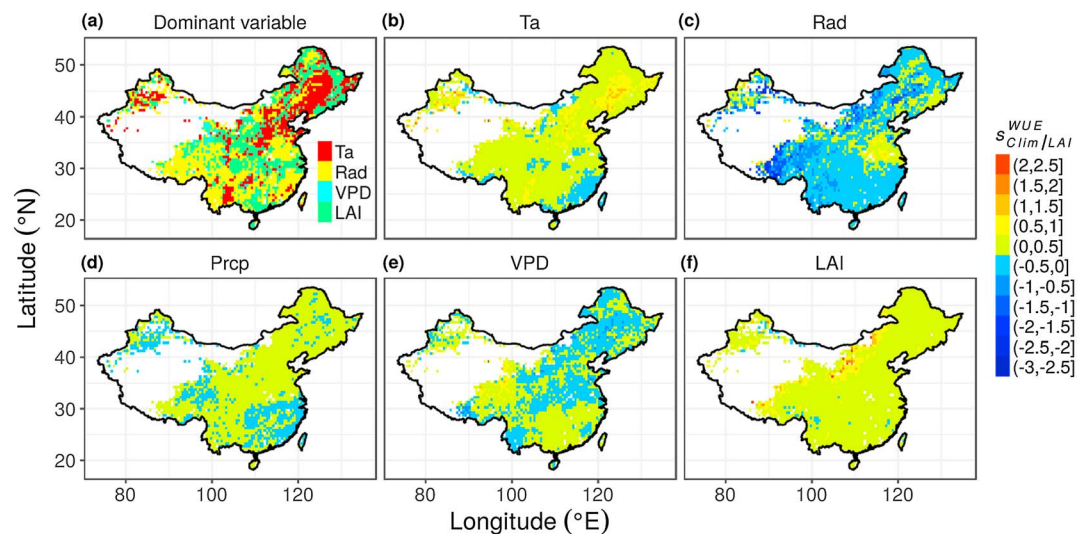 (a) Dominant variable
(b) Ta
(c) Rad
50
40
30
20
Ta
Rad
VPD
LAI
(d) Prcp
(e) VPD
(f) LAI
50
40
30
20
80 100 120
80 100 120
80 100 120
Latitude (°N)
Longitude (°E)
s WUE Clim/LAI
(2,2.5]
(1.5,2]
(1,1.5]
(0.5,1]
(0,0.5]
(-0.5,0]
(-1,-0.5]
(-1.5,-1]
(-2,-1.5]
(-2.5,-2]
(-3,-2.5]